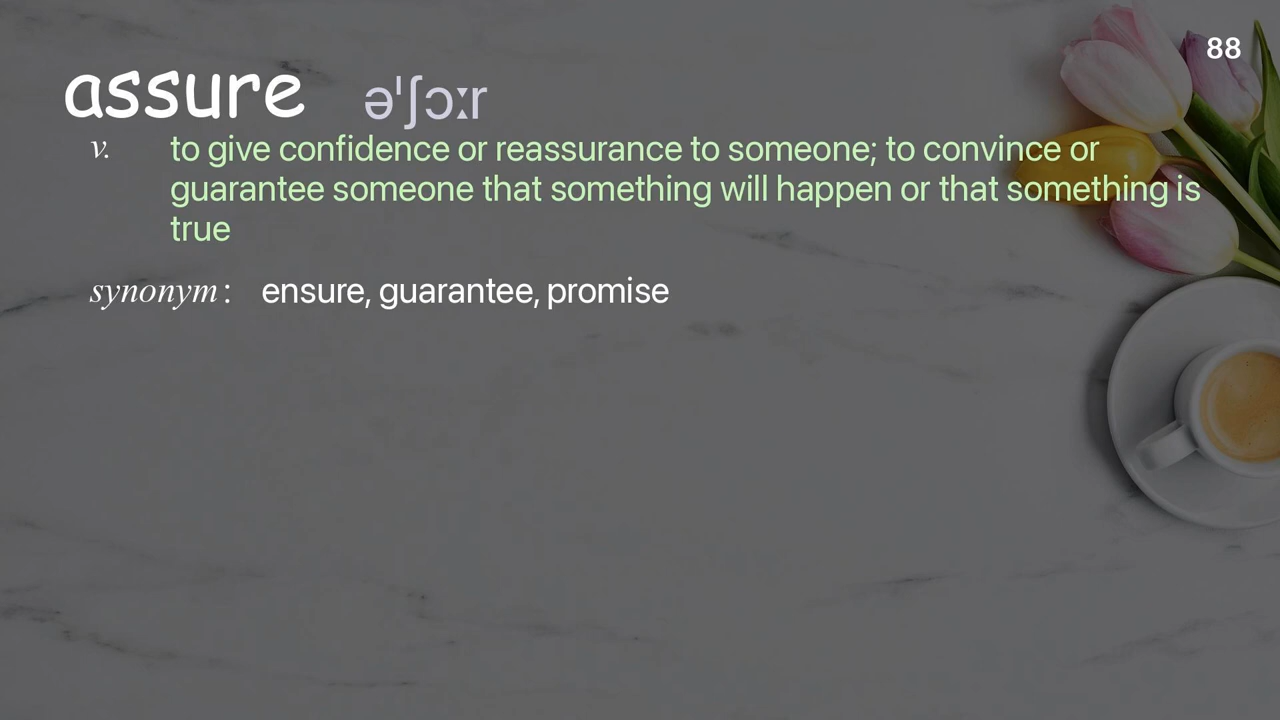 88
assure əˈʃɔːr
v. to give confidence or reassurance to someone; to convince or
guarantee someone that something will happen or that something is
true
synonym: ensure, guarantee, promise